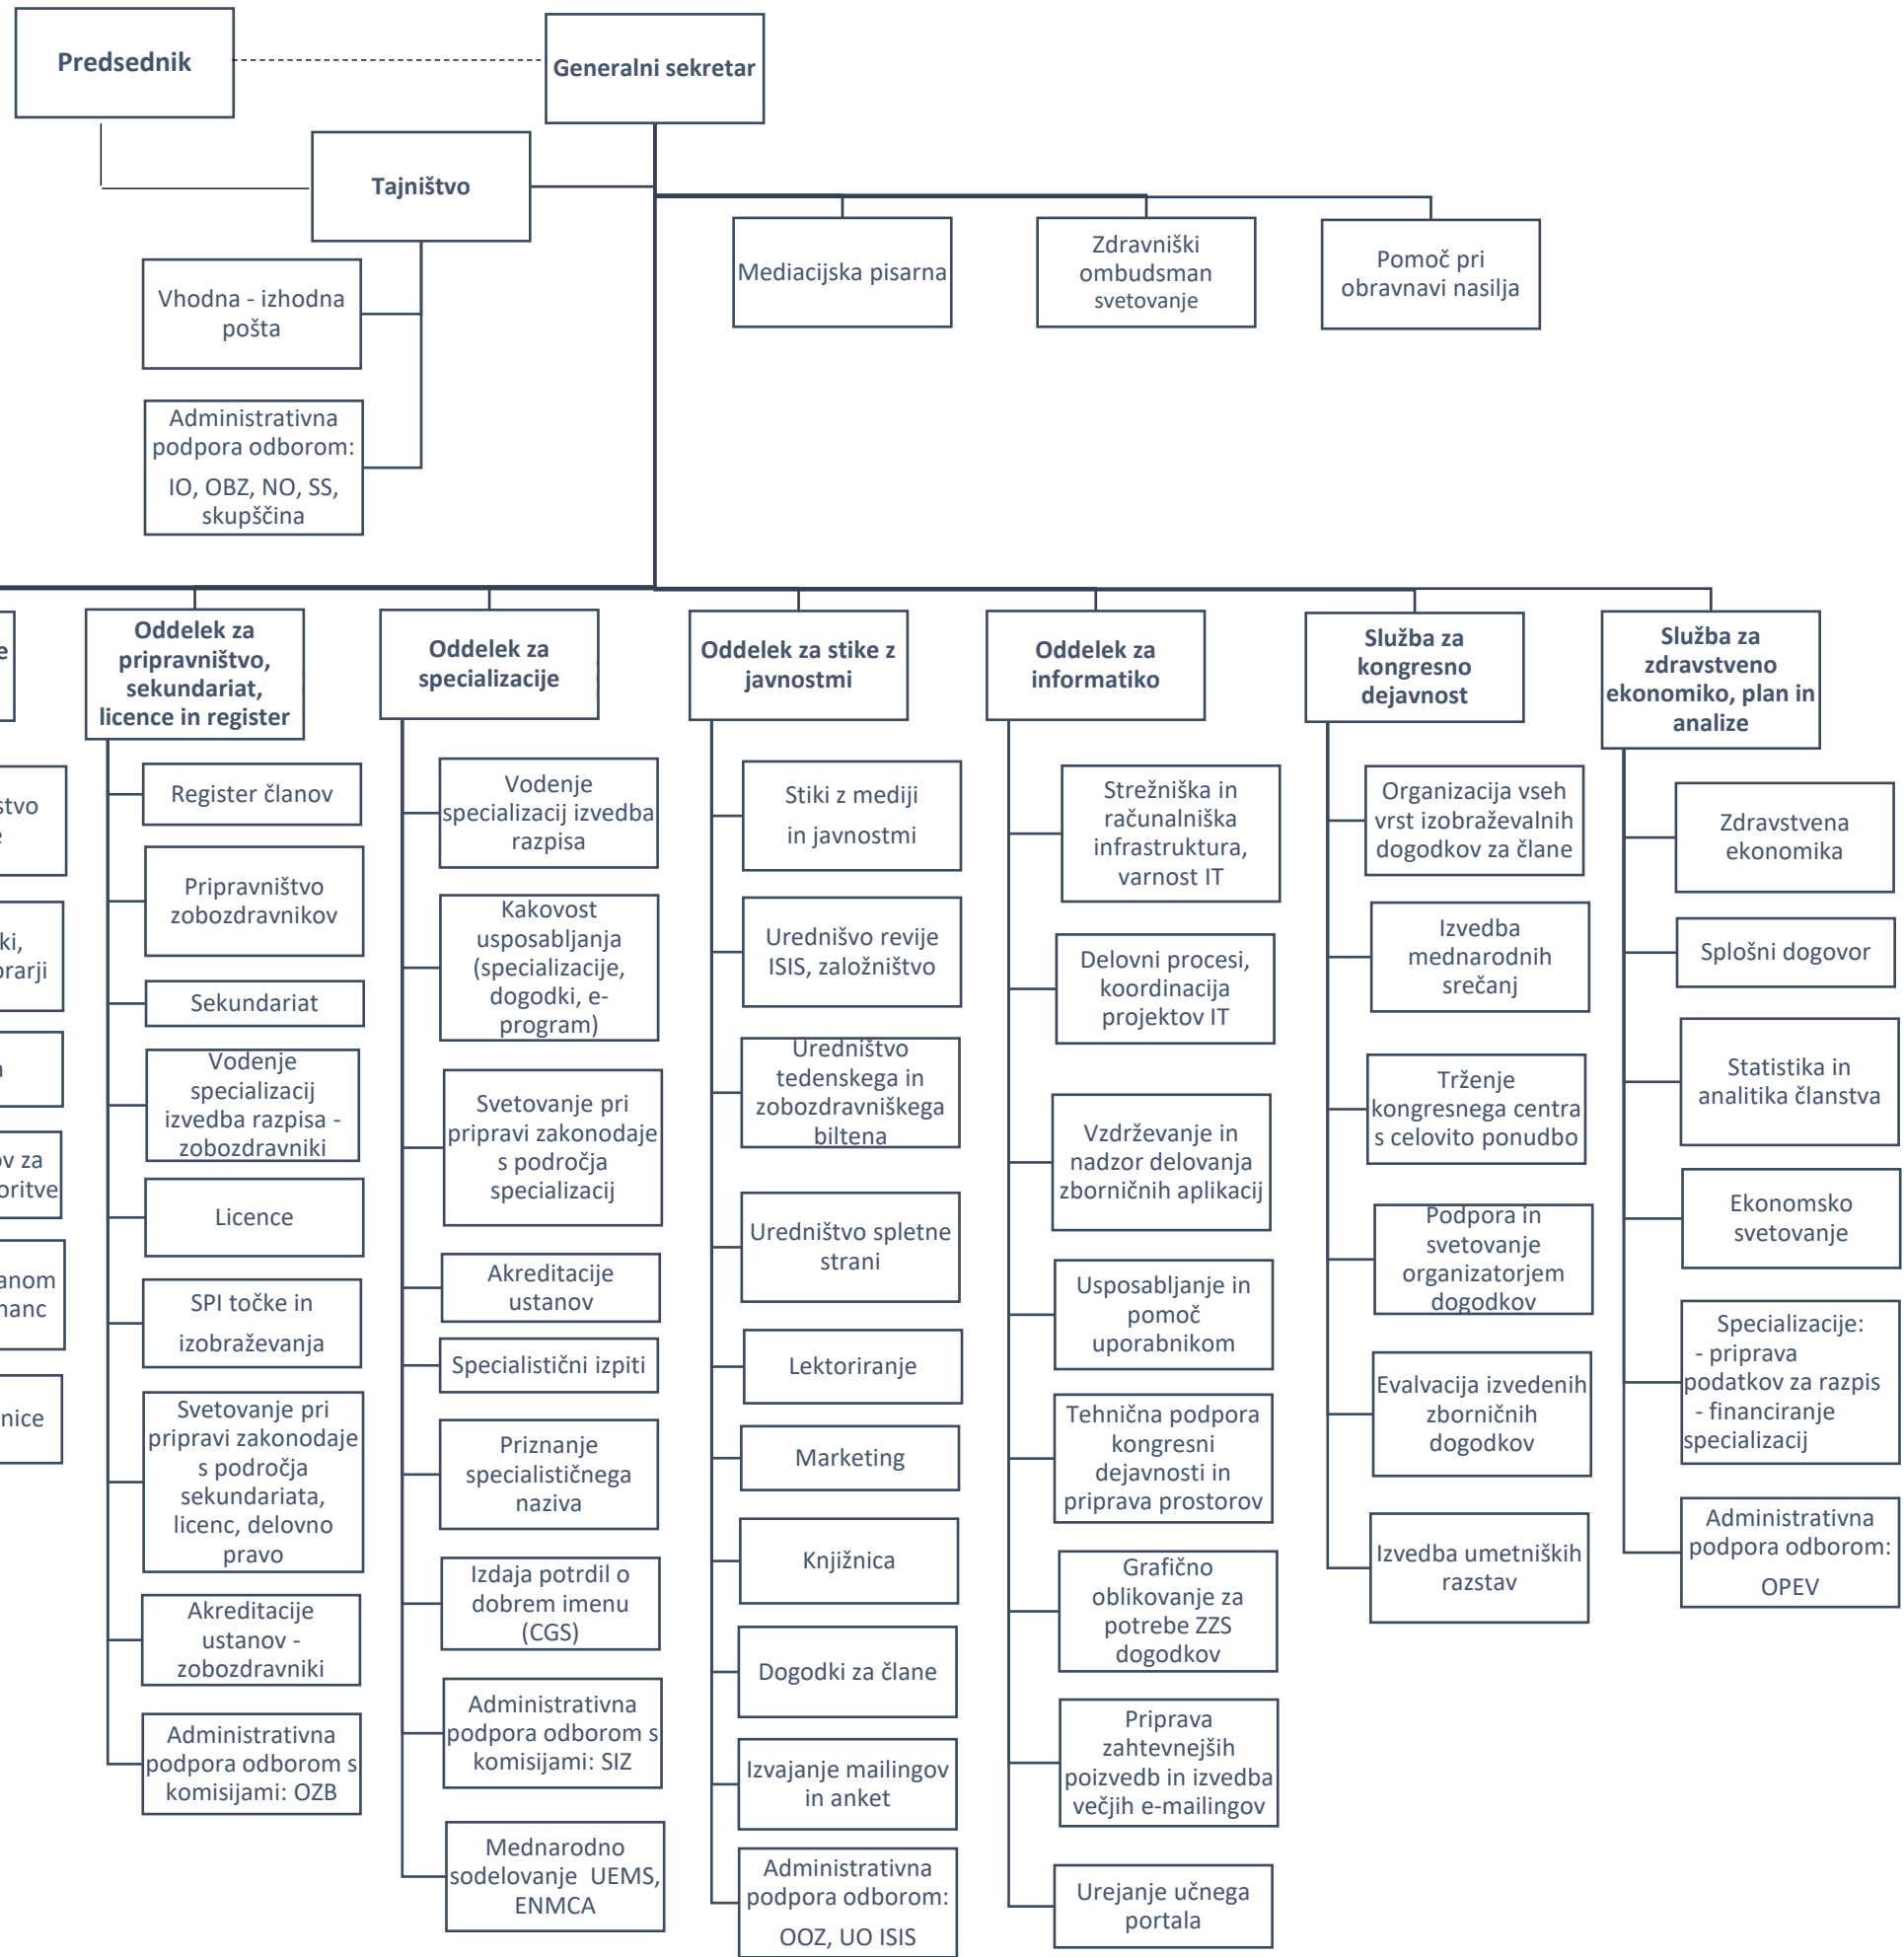 Predsednik
Generalni sekretar
Tajništvo
Mediacijska pisarna
Zdravniški
ombudsman
svetovanje
Pomoč pri
obravnavi nasilja
Vhodna - izhodna
pošta
Administrativna
podpora odborom:
IO, OBZ, NO, SS,
skupščina
Oddelek za
pripravništvo,
sekundariat,
licence in register
Register članov
Pripravništvo
zobozdravnikov
Sekundariat
Vodenje
specializacij
izvedba razpisa -
zobozdravniki
Licence
SPI točke in
izobraževanja
Svetovanje pri
pripravi zakonodaje
s področja
sekundariata,
licenc, delovno
pravo
Akreditacije
ustanov -
zobozdravniki
Administrativna
podpora odborom s
komisijami: OZB
Oddelek za
specializacije
Vodenje
specializacij izvedba
razpisa
Kakovost
usposabljanja
(specializacije,
dogodki, e-
program)
Svetovanje pri
pripravi zakonodaje
s področja
specializacij
Akreditacije
ustanov
Specialistični izpiti
Priznanje
specialističnega
naziva
Izdaja potrdil o
dobrem imenu
(CGS)
Administrativna
podpora odborom s
komisijami: SIZ
Mednarodno
sodelovanje UEMS,
ENMCA
Oddelek za stike z
javnostmi
Stiki z mediji
in javnostmi
Urednišvo revije
ISIS, založništvo
Uredništvo
tedenskega in
zobozdravniškega
biltena
Uredništvo spletne
strani
Lektoriranje
Marketing
Knjižnica
Dogodki za člane
Izvajanje mailingov
in anket
Administrativna
podpora odborom:
OOZ, UO ISIS
Oddelek za
informatiko
Strežniška in
računalniška
infrastruktura,
varnost IT
Delovni procesi,
koordinacija
projektov IT
Vzdrževanje in
nadzor delovanja
zborničnih aplikacij
Usposabljanje in
pomoč
uporabnikom
Tehnična podpora
kongresni
dejavnosti in
priprava prostorov
Grafično
oblikovanje za
potrebe ZZS
dogodkov
Priprava
zahtevnejših
poizvedb in izvedba
večjih e-mailingov
Urejanje učnega
portala
Služba za
kongresno
dejavnost
Organizacija vseh
vrst izobraževalnih
dogodkov za člane
Izvedba
mednarodnih
srečanj
Trženje
kongresnega centra
s celovito ponudbo
Podpora in
svetovanje
organizatorjem
dogodkov
Evalvacija izvedenih
zborničnih
dogodkov
Izvedba umetniških
razstav
Služba za
zdravstveno
ekonomiko, plan in
analize
Zdravstvena
ekonomika
Splošni dogovor
Statistika in
analitika članstva
Ekonomsko
svetovanje
Specializacije:
- priprava
podatkov za razpis
- financiranje
specializacij
Administrativna
podpora odborom:
OPEV